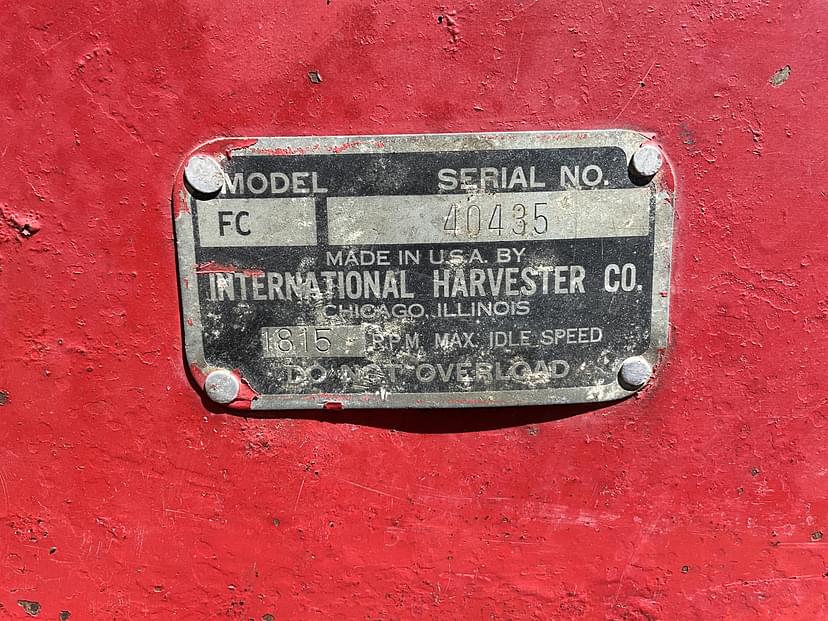 MODEL SERIAL NO.
FC 40435
MADE IN U.S.A. BY
INTERNATIONAL HARVESTER CO.
CHICAGO, ILLINOIS
1815 R.P.M. MAX. IDLE SPEED
DO NOT OVERLOAD